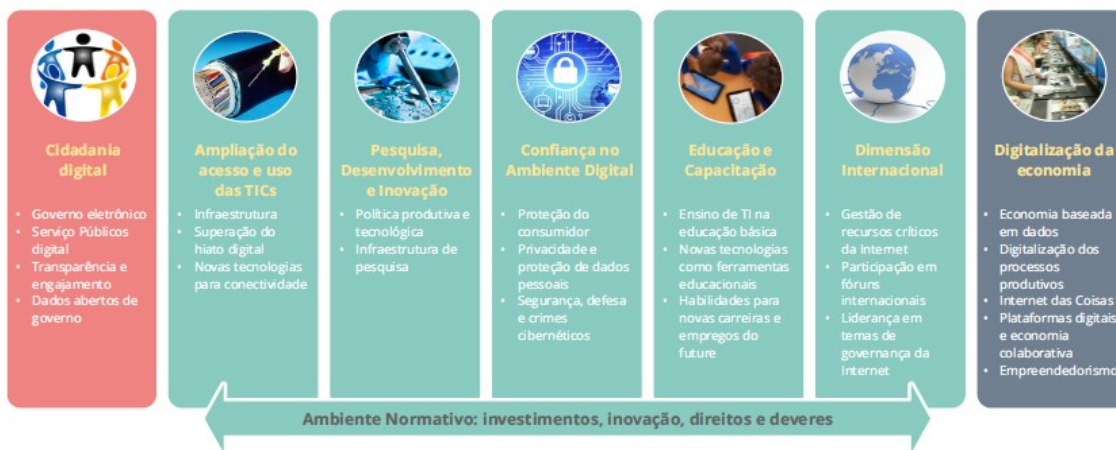 Cidadania
digital
• Governo eletrônico
• Serviço Públicos
digital
• Transparência e
engajamento
• Dados abertos de
governo
Ampliação do
acesso e uso
das TICs
• Infraestrutura
• Superação do
hiato digital
• Novas tecnologias
para conectividade
Pesquisa,
Desenvolvimento
e Inovação
• Política produtiva e
tecnológica
• Infraestrutura de
pesquisa
Confiança no
Ambiente Digital
• Proteção do
consumidor
• Privacidade e
proteção de dados
pessoais
• Segurança, defesa
e crimes
cibernéticos
Educação e
Capacitação
• Ensino de TI na
educação básica
• Novas tecnologias
como ferramentas
educacionais
• Habilidades para
novas carreiras e
empregos do
future
Dimensão
Internacional
• Gestão de
recursos críticos
da Internet
• Participação em
fóruns
internacionais
• Liderança em
temas de
governança da
Internet
Digitalização da
economia
• Economia baseada
em dados
• Digitalização dos
processos
produtivos
• Internet das Coisas
• Plataformas digitais
e economia
colaborativa
• Empreendedorismo
Ambiente Normativo: investimentos, inovação, direitos e deveres